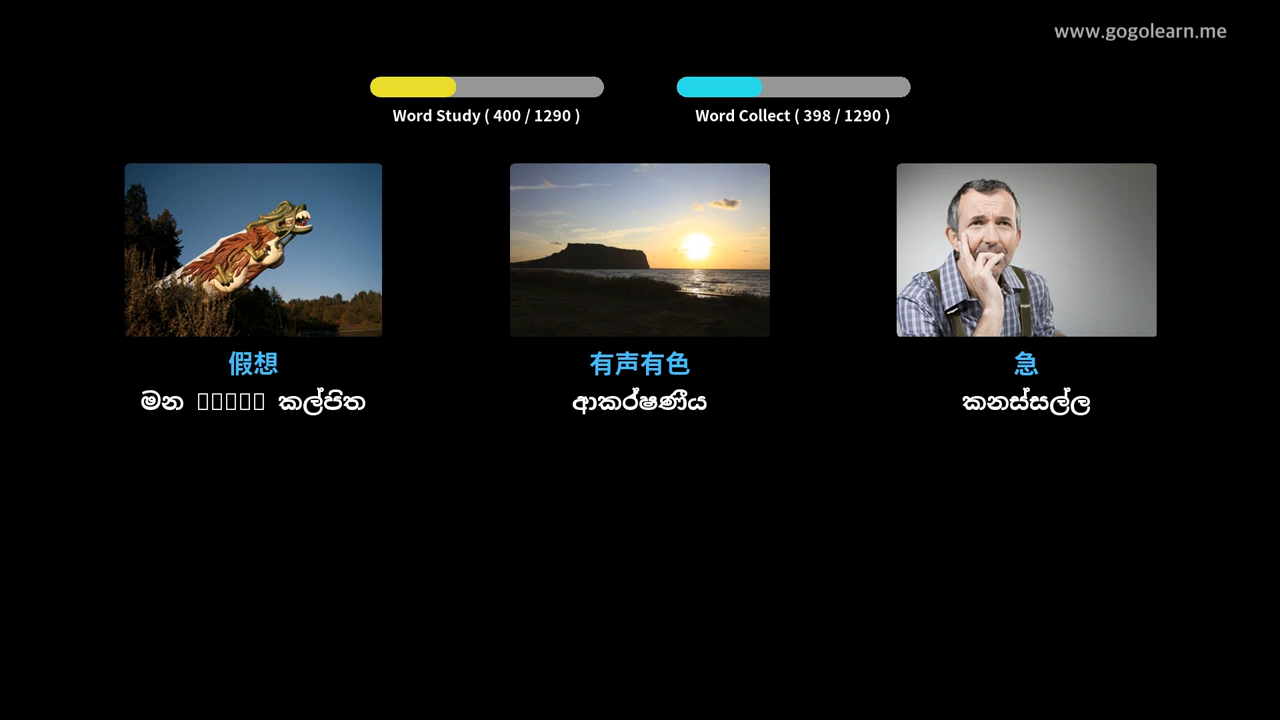 www.gogolearn.me
Word Study ( 400 / 1290 )
Word Collect ( 398 / 1290 )
假想
මන කල්පිත
有声有色
ආකර්ෂණීය
急
කනස්සල්ල